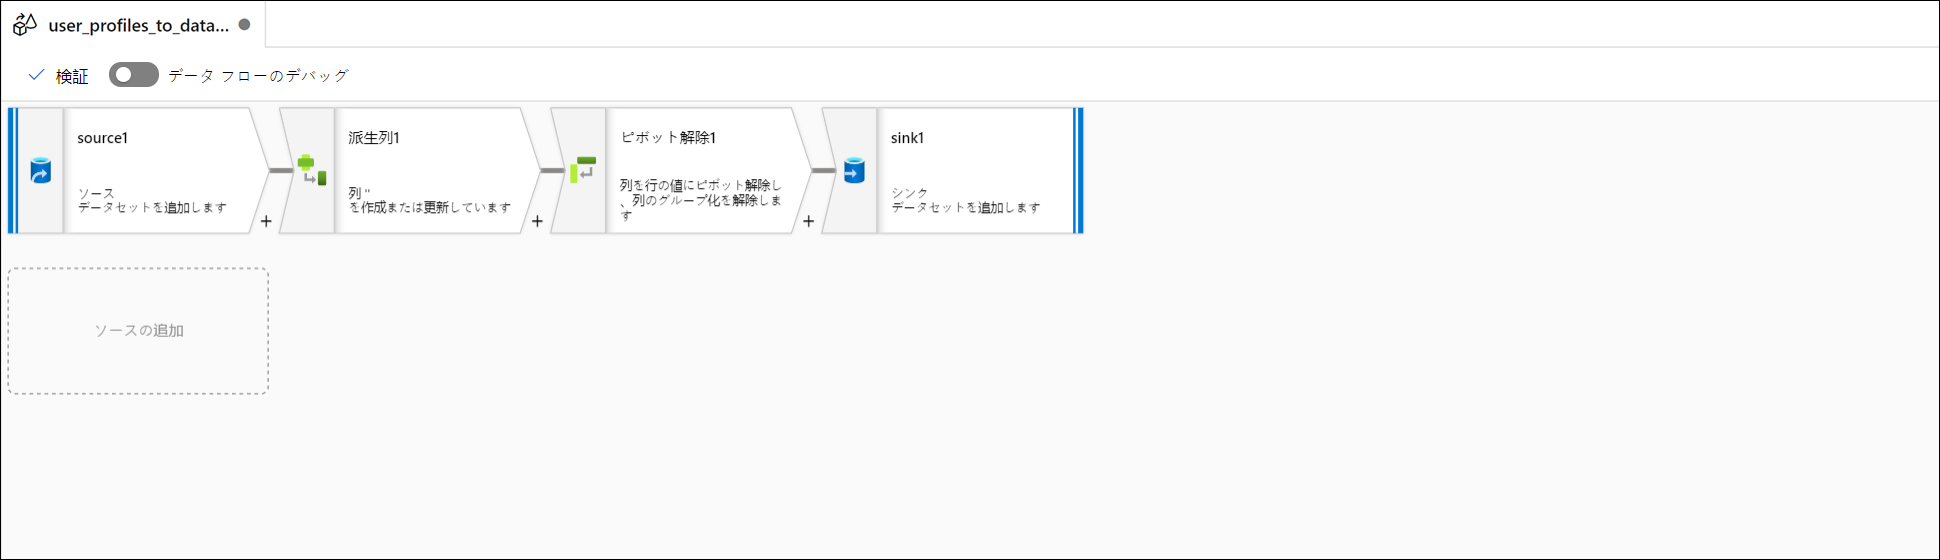 user_profiles_to_data...
検証 データ フローのデバッグ
source1
ソース
データセットを追加します
+
派生列1
列 ''
を作成または更新しています
+
ピボット解除1
列を行の値にピボット解除し
、列のグループ化を解除しま
す
+
sink1
シンク
データセットを追加します
ソースの追加